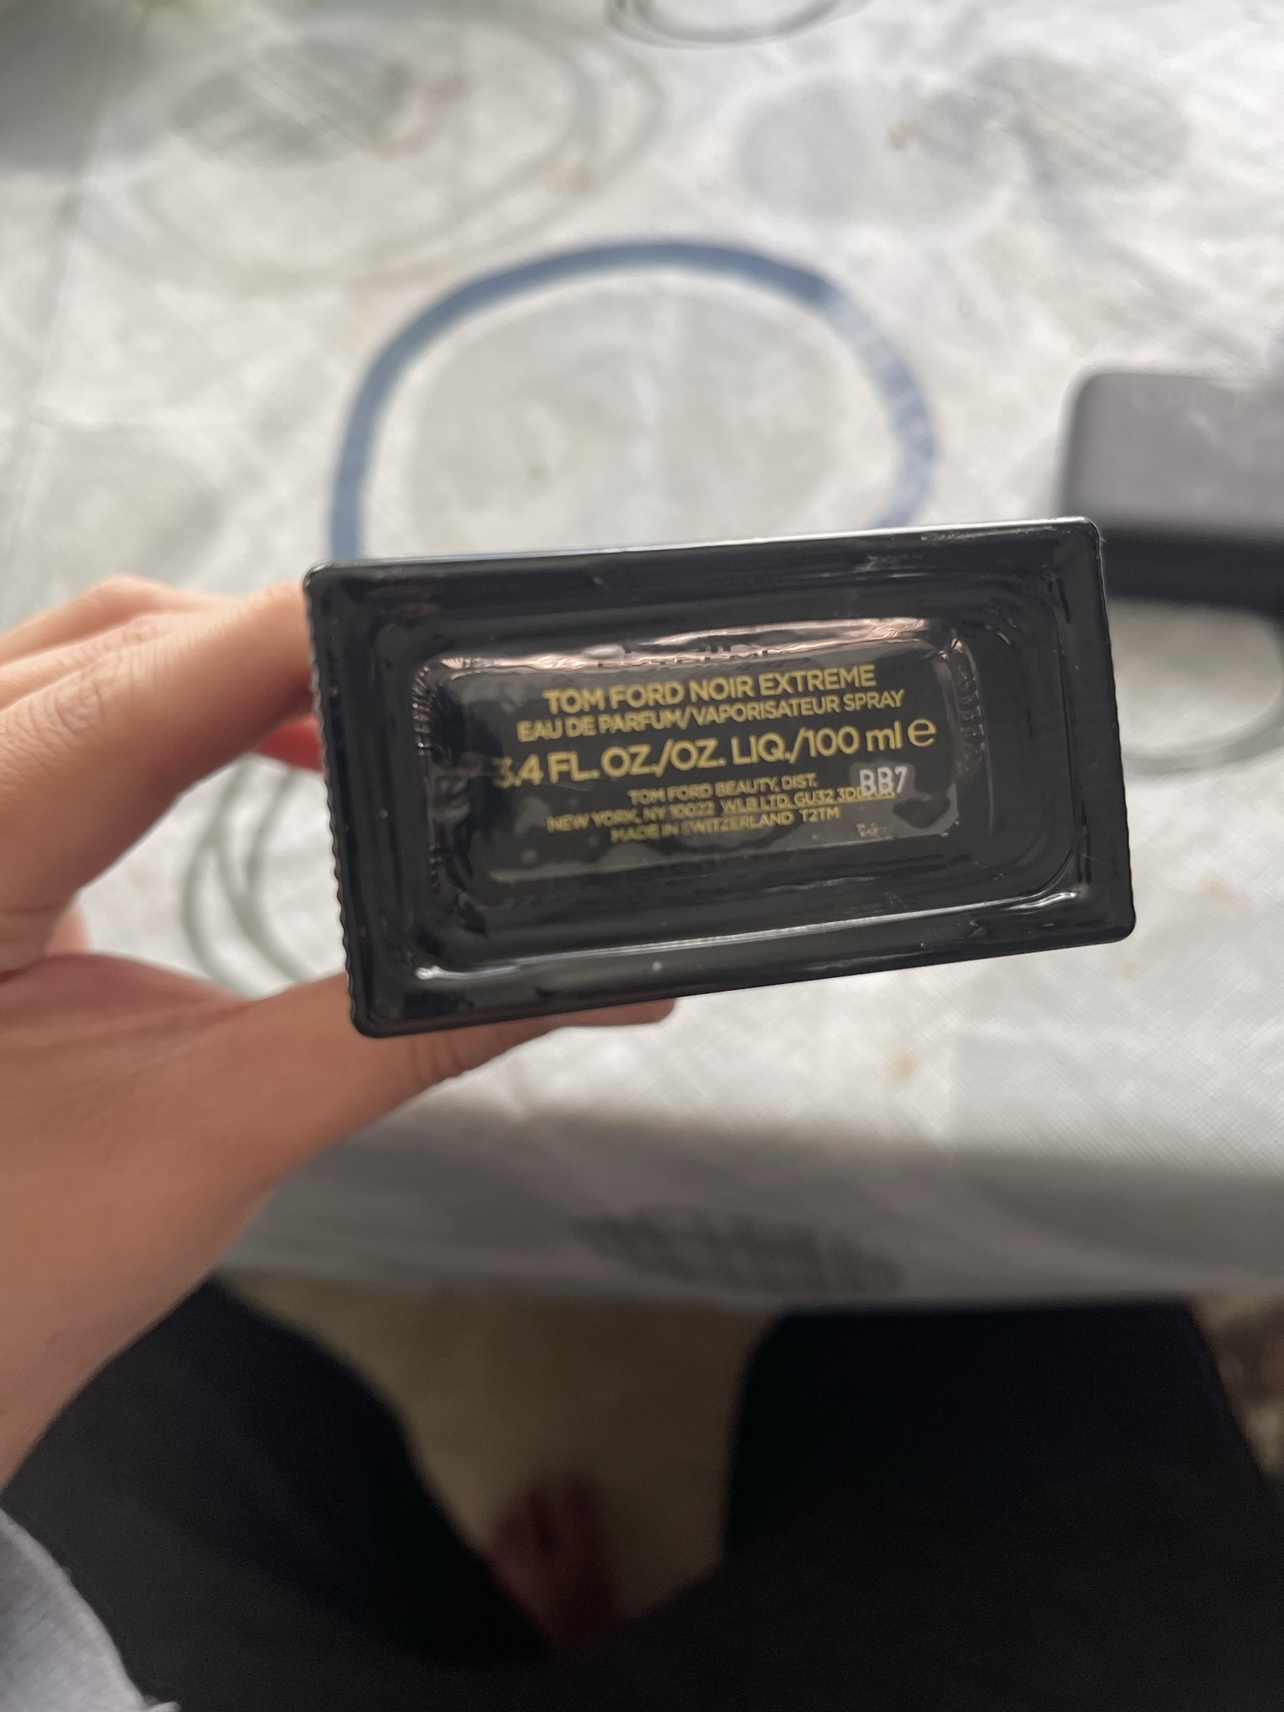 TOM FORD NOIR EXTREME
EAU DE PARFUM/VAPORISATEUR SPRAY
3.4 FL. OZ./OZ. LIQ./100 ml e
TOM FORD BEAUTY, DIST.
BB7
NEW YORK, NY 10022 WLB LTD. GU32
MADE IN SWITZERLAND T2TM